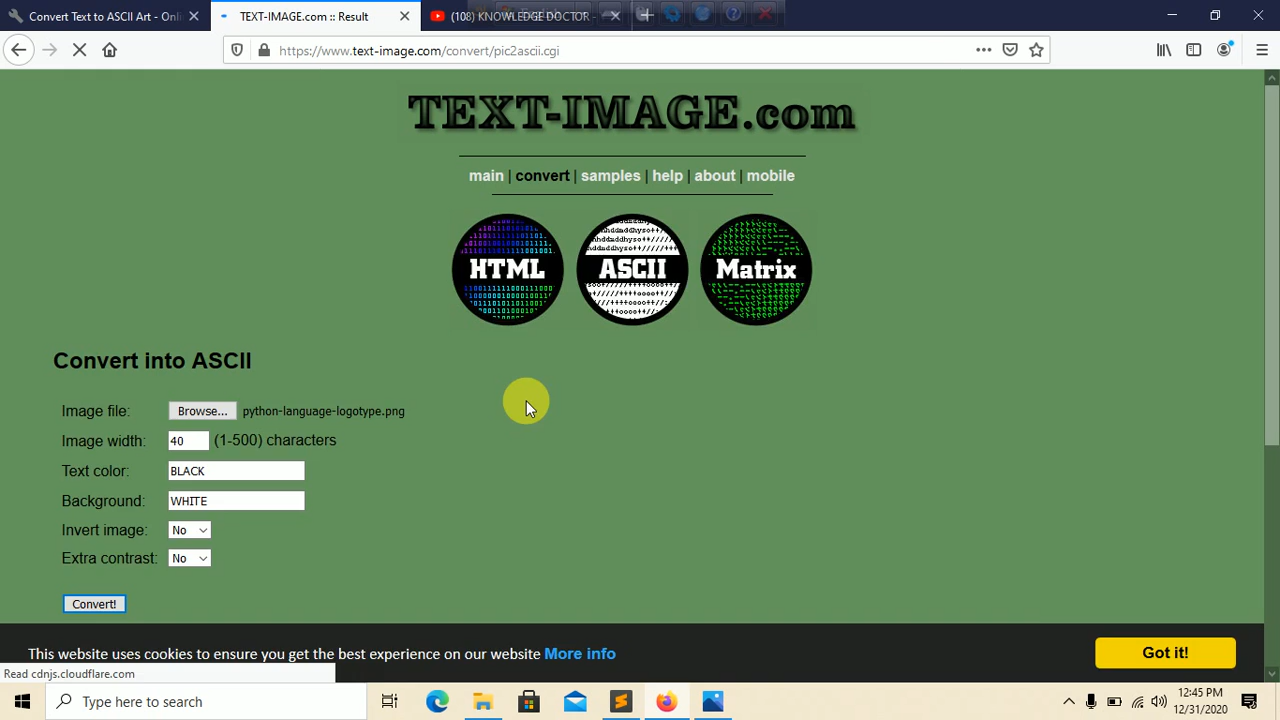 Convert Text to ASCII Art - Onli
TEXT-IMAGE.com :: Result
(108) KNOWLEDGE DOCTOR -
https://www.text-image.com/convert/pic2ascii.cgi
TEXT-IMAGE.com
main | convert | samples | help | about | mobile
HTML
ASCII
Matrix
Convert into ASCII
Image file: Browse... python-language-logotype.png
Image width: 40 (1-500) characters
Text color: BLACK
Background: WHITE
Invert image: No
Extra contrast: No
Convert!
This website uses cookies to ensure you get the best experience on our website More info
Got it!
Read cdnjs.cloudflare.com
Type here to search
12:45 PM
12/31/2020